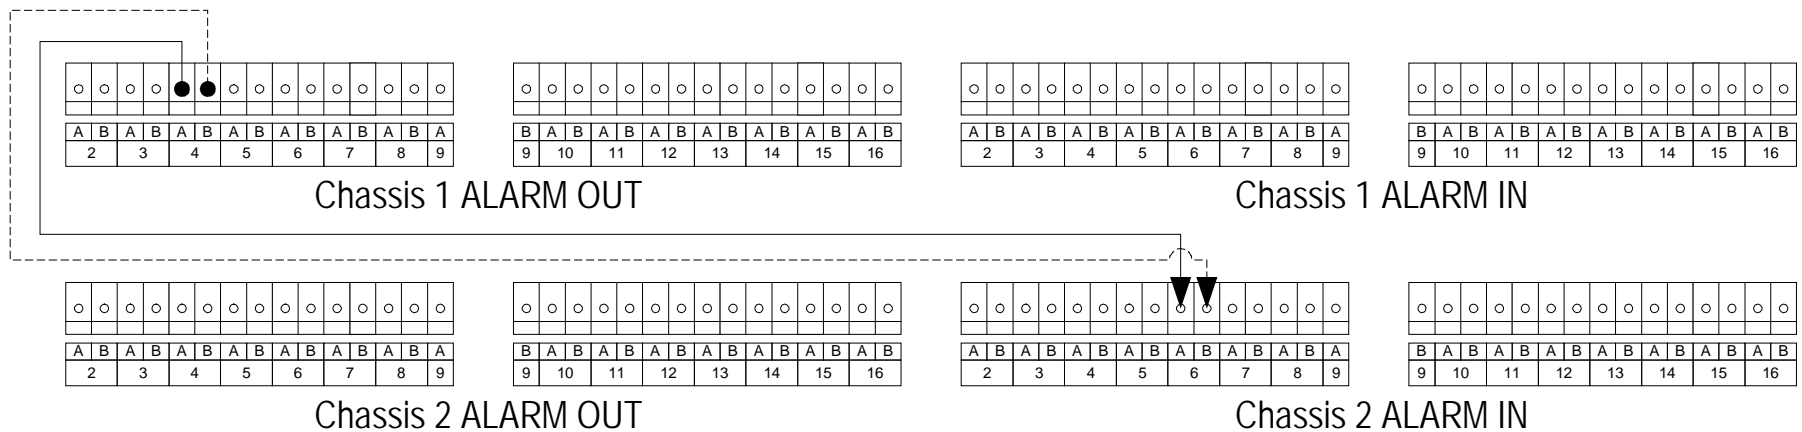 A B A B A B A B A B A B A B A B A B A B A B A B A B A B A B A B A B A B A B A B A B A B A B A B A B A B A B A B A B A B
2 3 4 5 6 7 8 9 9 10 11 12 13 14 15 16 2 3 4 5 6 7 8 9 9 10 11 12 13 14 15 16
Chassis 1 ALARM OUT Chassis 1 ALARM IN
A B A B A B A B A B A B A B A B A B A B A B A B A B A B A B A B A B A B A B A B A B A B A B A B A B A B A B A B A B A B
2 3 4 5 6 7 8 9 9 10 11 12 13 14 15 16 2 3 4 5 6 7 8 9 9 10 11 12 13 14 15 16
Chassis 2 ALARM OUT Chassis 2 ALARM IN